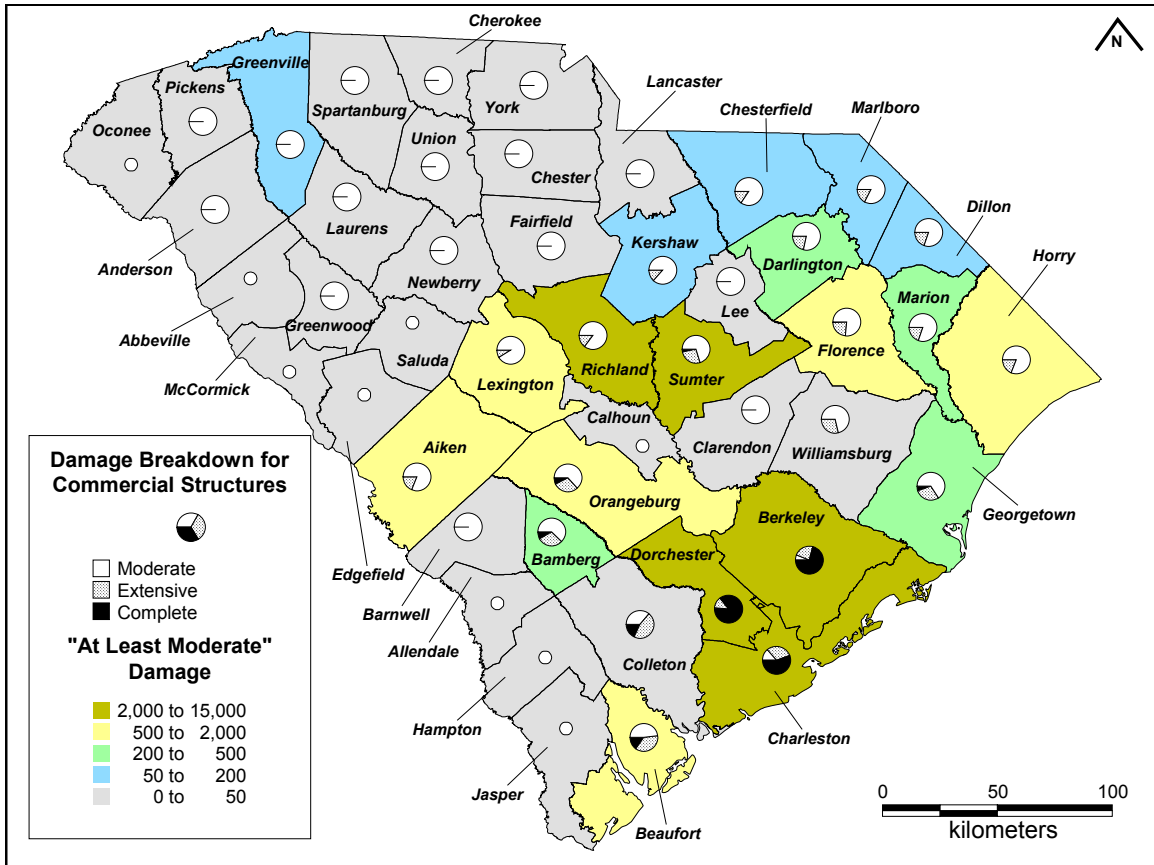 Cherokee
N
Greenville
Pickens
Lancaster
Spartanburg
York
Chesterfield
Marlboro
Oconee
Union
Chester
Laurens
Fairfield
Kershaw
Dillon
Anderson
Newberry
Darlington
Horry
Abbeville
Greenwood
Lee
Marion
Saluda
Florence
McCormick
Lexington
Richland
Sumter
Calhoun
Aiken
Clarendon
Williamsburg
Orangeburg
Georgetown
Berkeley
Dorchester
Bamberg
Edgefield
Barnwell
Allendale
Colleton
Hampton
Charleston
Jasper
Beaufort
Damage Breakdown for
Commercial Structures
Moderate
Extensive
Complete
"At Least Moderate"
Damage
2,000 to 15,000
500 to 2,000
200 to 500
50 to 200
0 to 50
0 50 100
kilometers